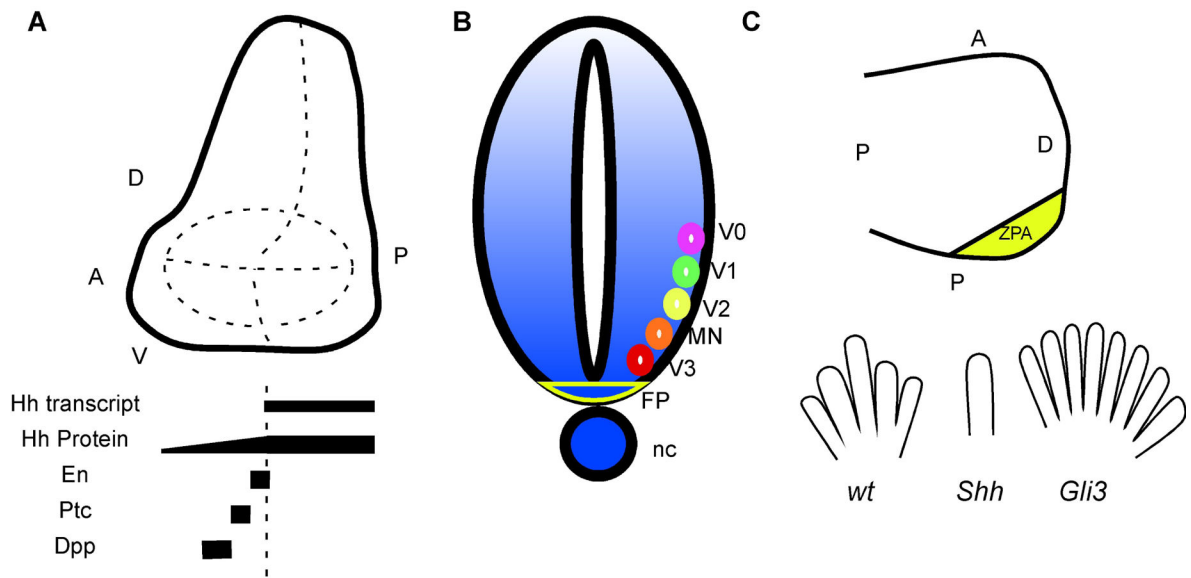 A
D
A
P
V
Hh transcript
Hh Protein
En
Ptc
Dpp
B
V0
V1
V2
MN
V3
FP
nc
C
A
P
D
ZPA
P
wt Shh Gli3